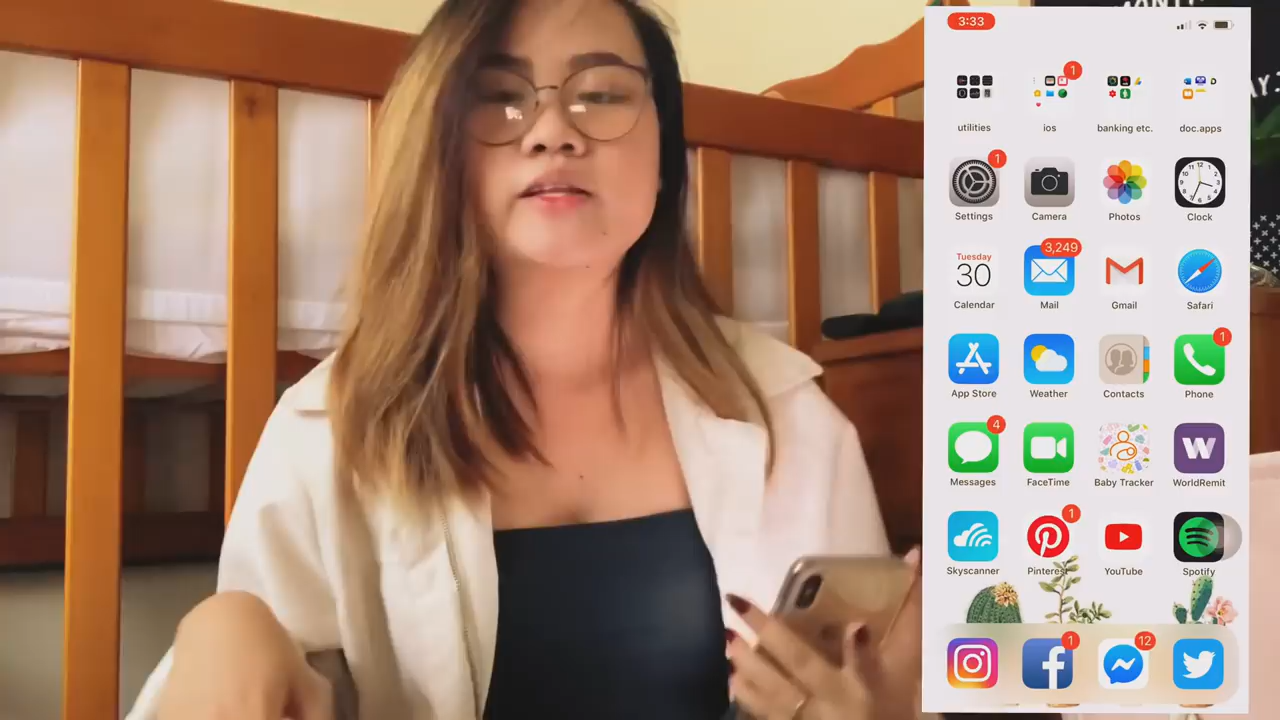 3:33
1
utilities ios banking etc. doc.apps
1
Settings Camera Photos Clock
3,249
Tuesday
30
Calendar Mail Gmail Safari
1
App Store Weather Contacts Phone
4
W
Messages FaceTime Baby Tracker WorldRemit
1
Skyscanner Pinterest YouTube Spotify
1 12